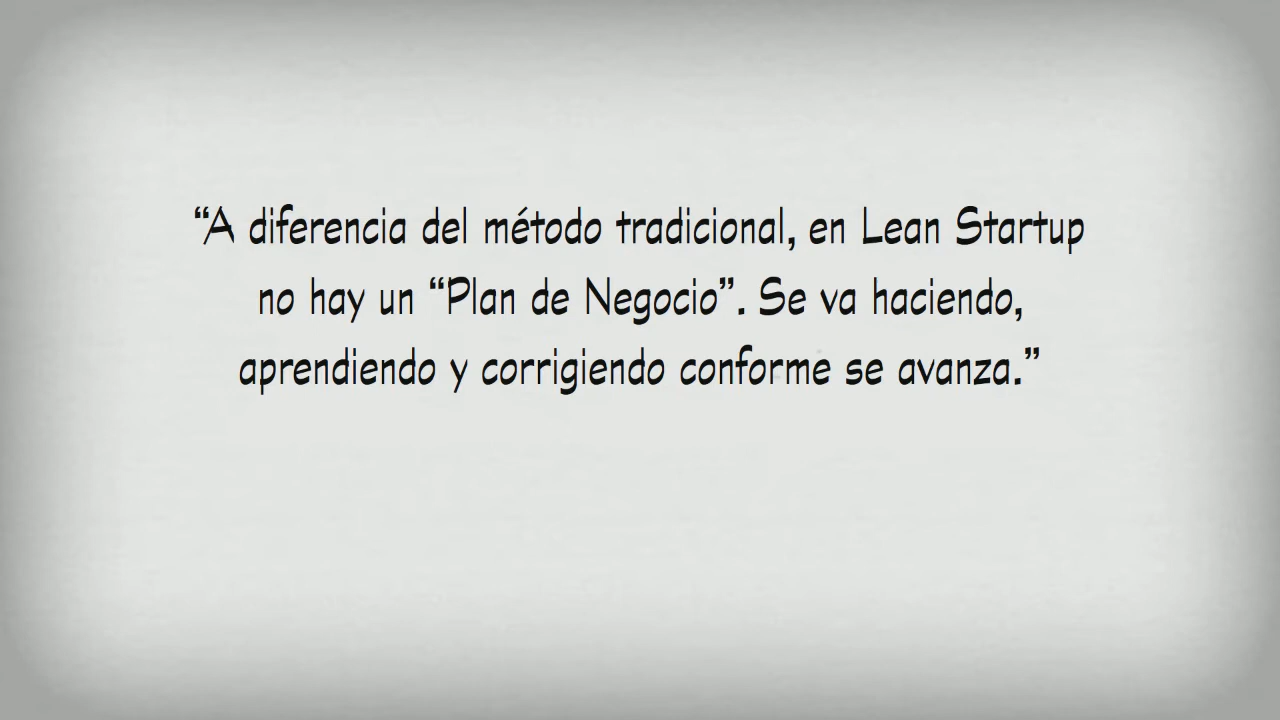 “A diferencia del método tradicional, en Lean Startup
no hay un “Plan de Negocio”. Se va haciendo,
aprendiendo y corrigiendo conforme se avanza.”